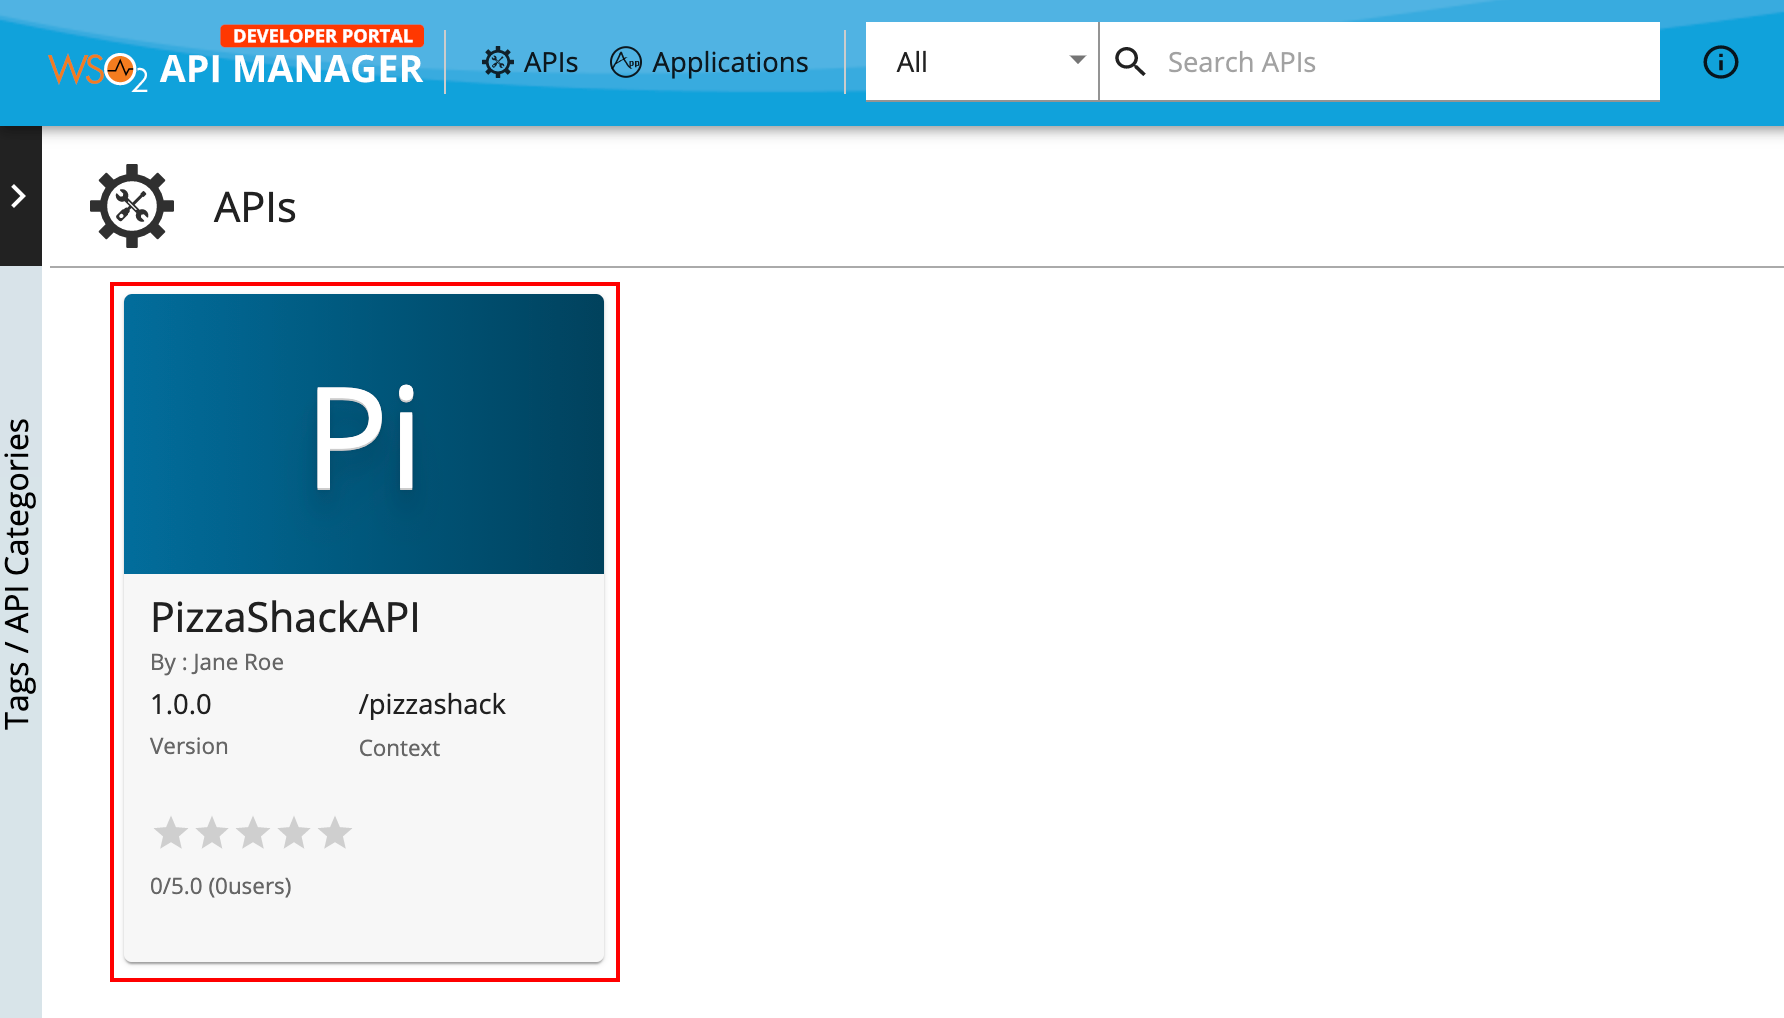 DEVELOPER PORTAL
WSO2 API MANAGER
APIs
App
Applications
All
Search APIs
APIs
Tags / API Categories
Pi
PizzaShackAPI
By : Jane Roe
1.0.0 /pizzashack
Version Context
0/5.0 (0users)